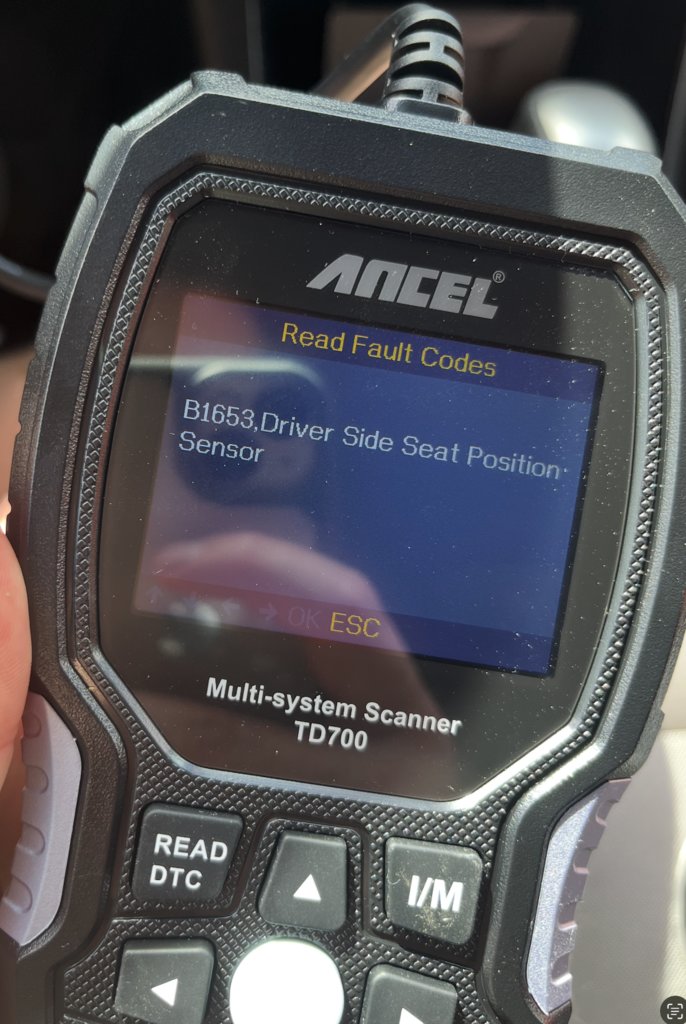 ANCEL®
Read Fault Codes
B1653,Driver Side Seat Position
Sensor
OK ESC
Multi-system Scanner
TD700
READ
DTC
I/M